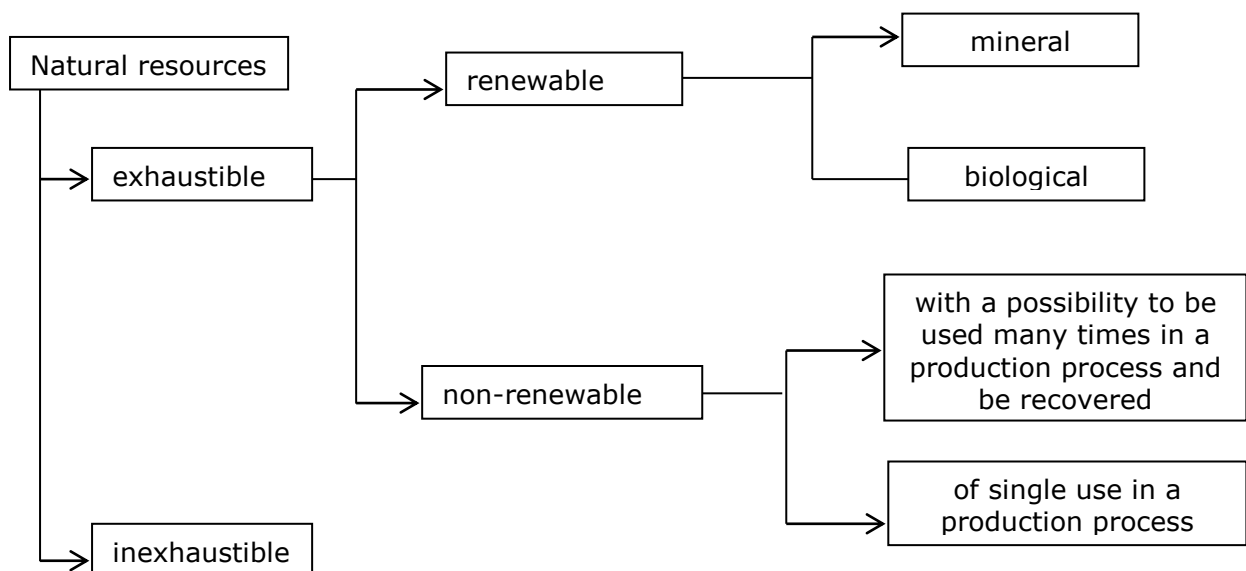 Natural resources
exhaustible
inexhaustible
renewable
non-renewable
mineral
biological
with a possibility to be
used many times in a
production process and
be recovered
of single use in a
production process